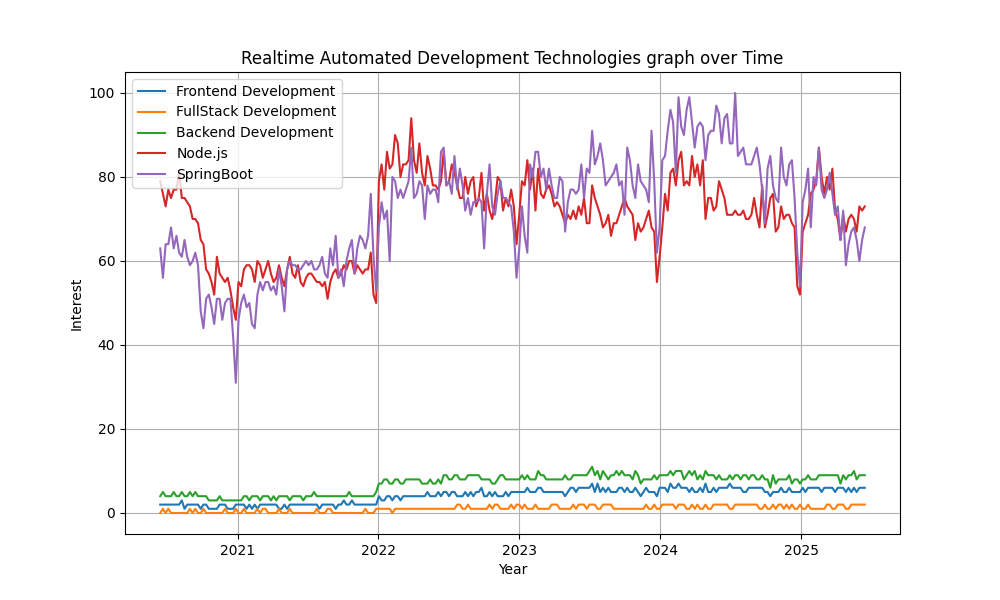 Realtime Automated Development Technologies graph over Time
Frontend Development
FullStack Development
Backend Development
Node.js
SpringBoot
100
80
60
40
20
0
Interest
2021
2022
2023
2024
2025
Year